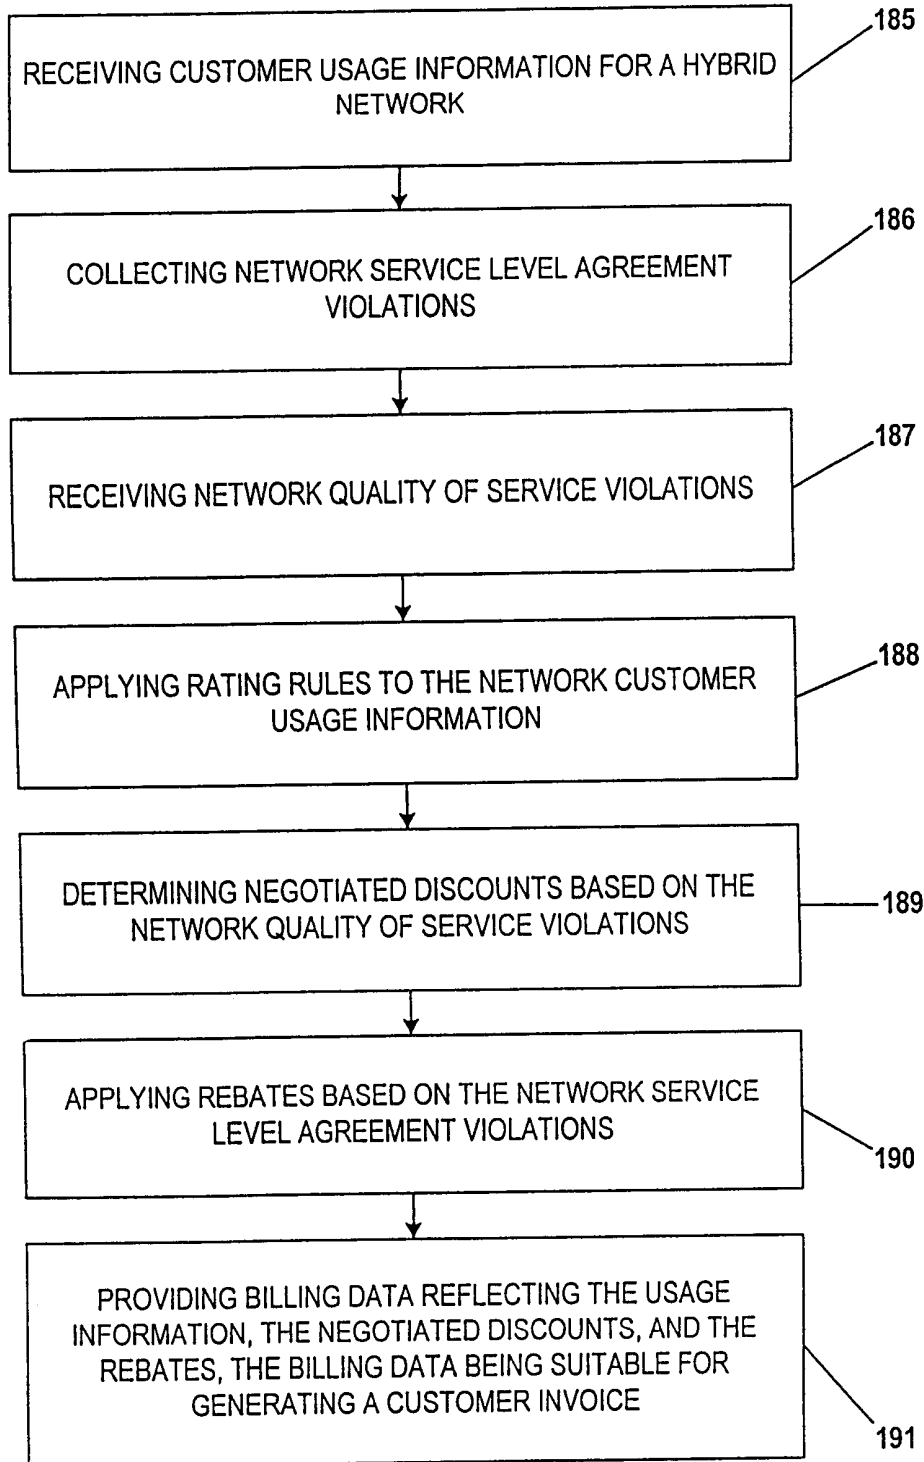 185
RECEIVING CUSTOMER USAGE INFORMATION FOR A HYBRID
NETWORK
186
COLLECTING NETWORK SERVICE LEVEL AGREEMENT
VIOLATIONS
187
RECEIVING NETWORK QUALITY OF SERVICE VIOLATIONS
188
APPLYING RATING RULES TO THE NETWORK CUSTOMER
USAGE INFORMATION
DETERMINING NEGOTIATED DISCOUNTS BASED ON THE
189
NETWORK QUALITY OF SERVICE VIOLATIONS
APPLYING REBATES BASED ON THE NETWORK SERVICE
LEVEL AGREEMENT VIOLATIONS
190
PROVIDING BILLING DATA REFLECTING THE USAGE
INFORMATION, THE NEGOTIATED DISCOUNTS, AND THE
REBATES, THE BILLING DATA BEING SUITABLE FOR
GENERATING A CUSTOMER INVOICE
191